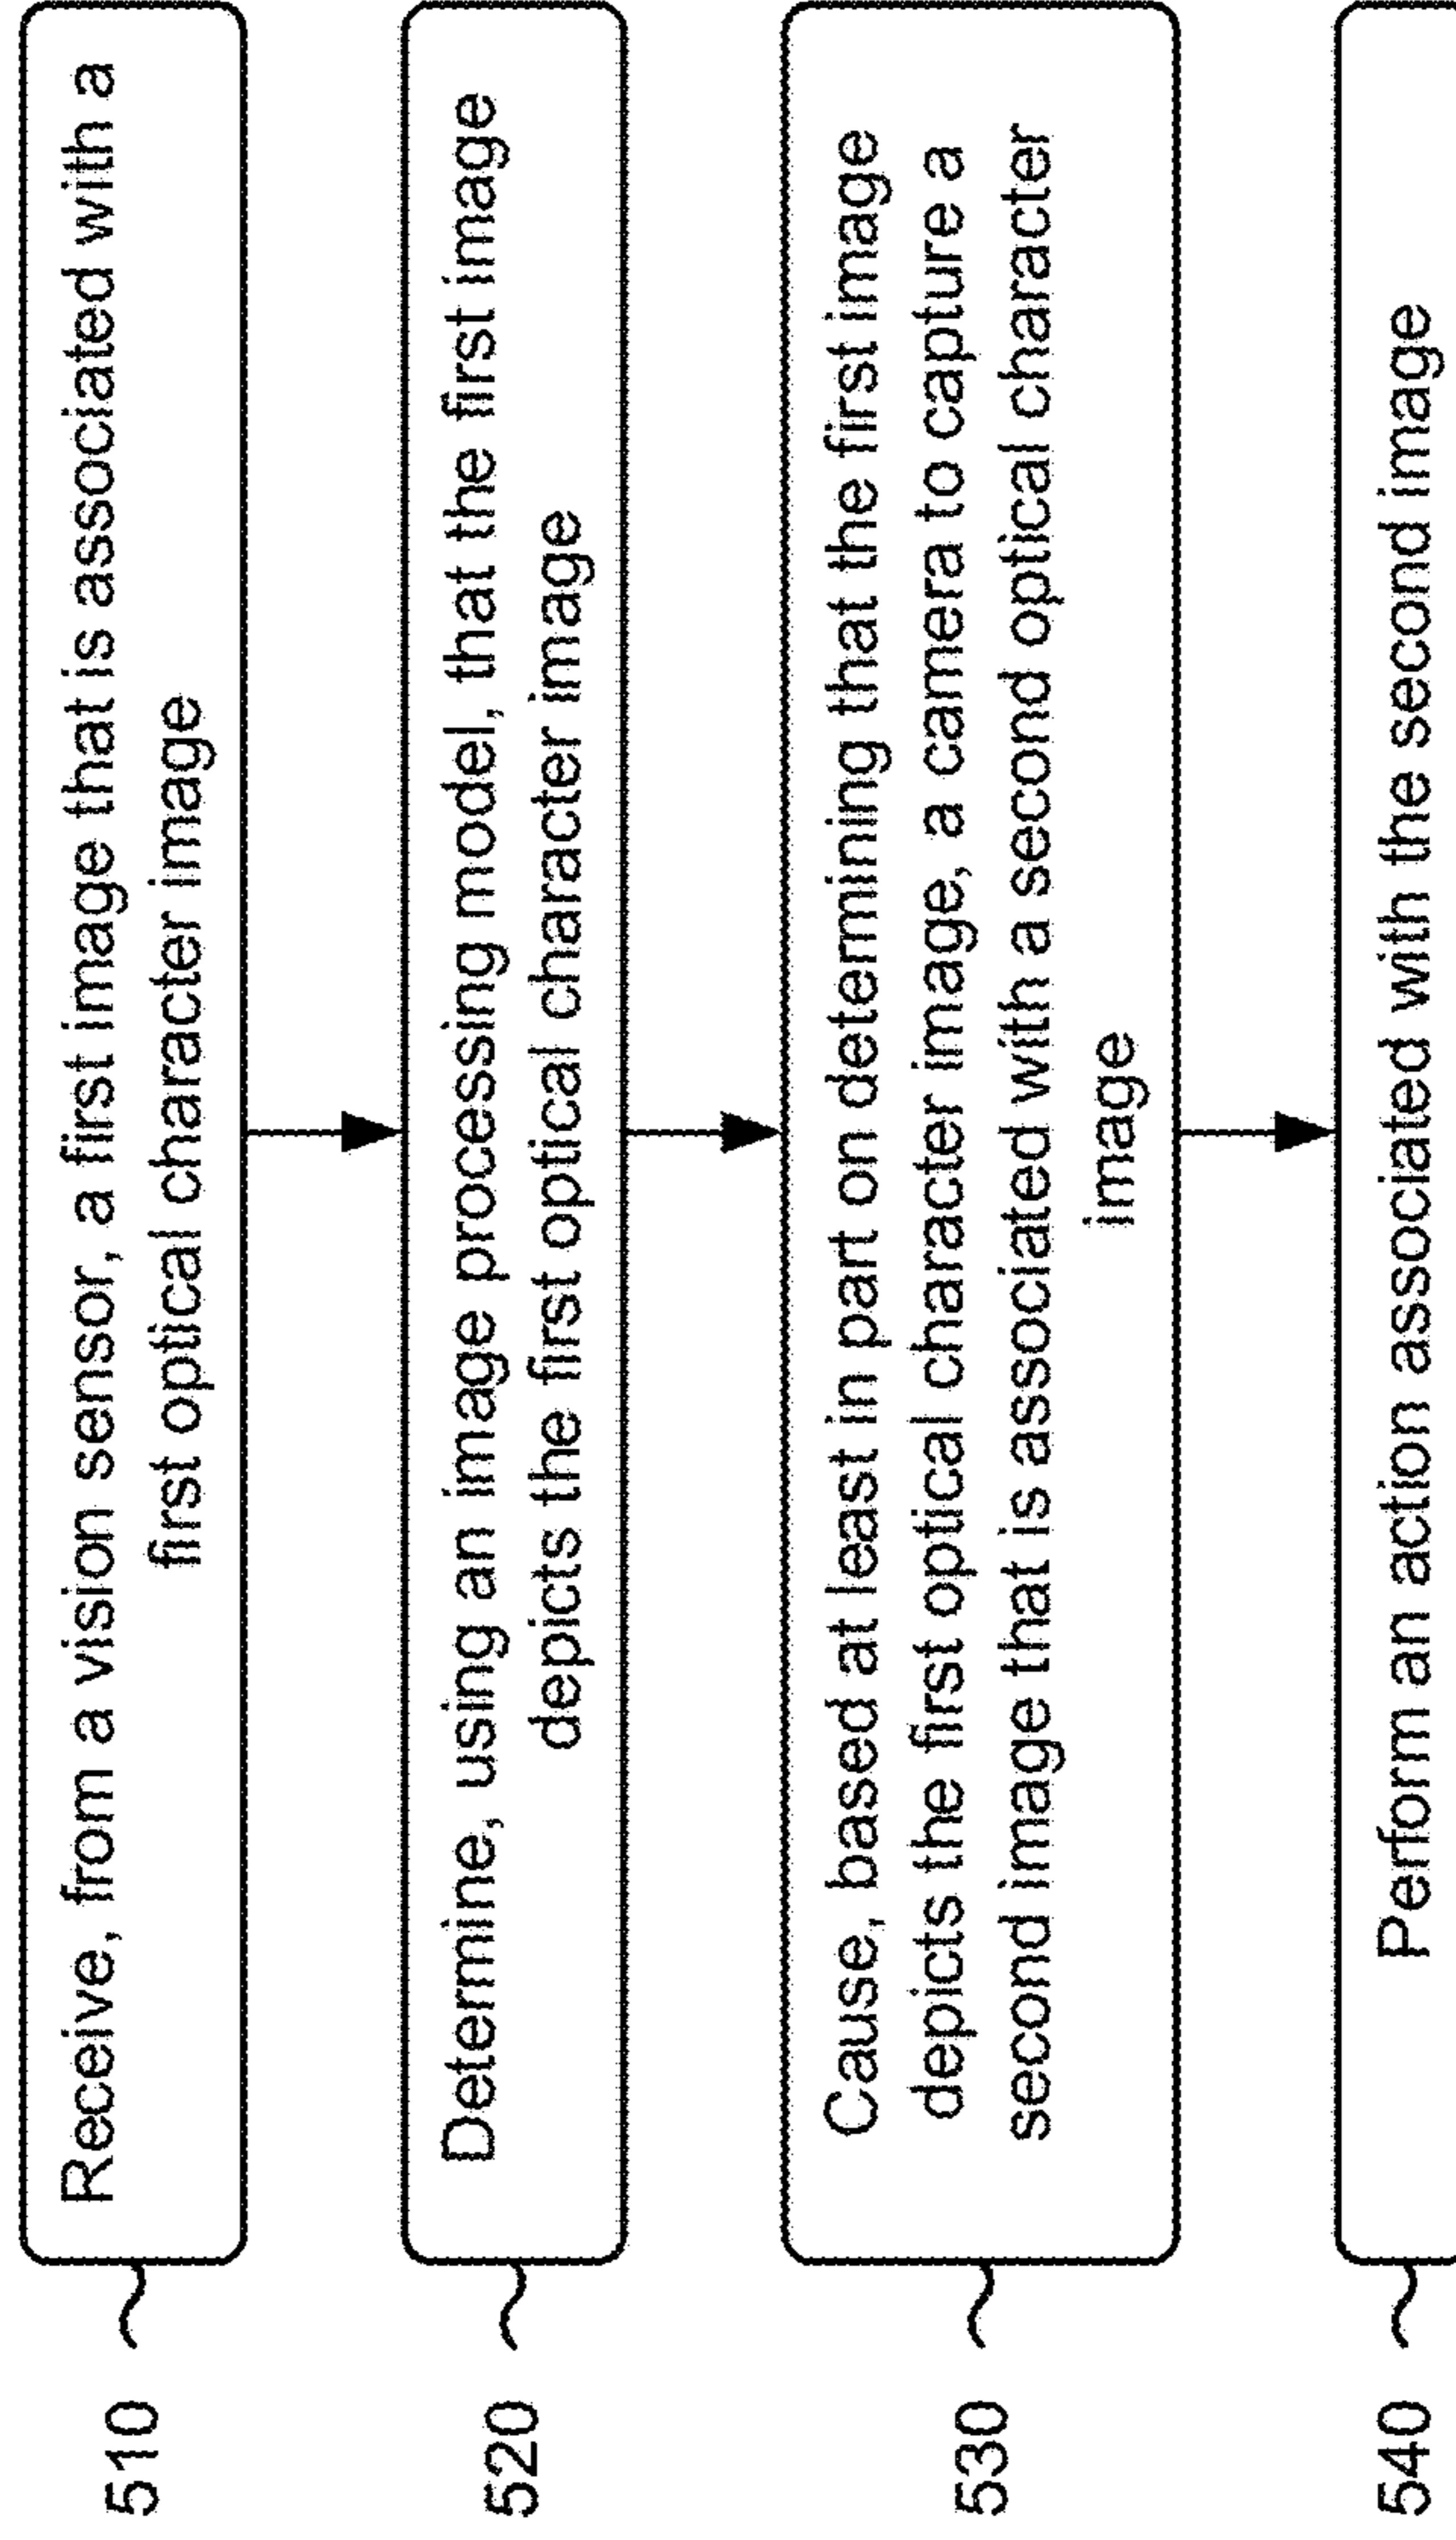 510
Receive, from a vision sensor, a first image that is associated with a
first optical character image
520
Determine, using an image processing model, that the first image
depicts the first optical character image
530
Cause, based at least in part on determining that the first image
depicts the first optical character image, a camera to capture a
second image that is associated with a second optical character
image
540
Perform an action associated with the second image